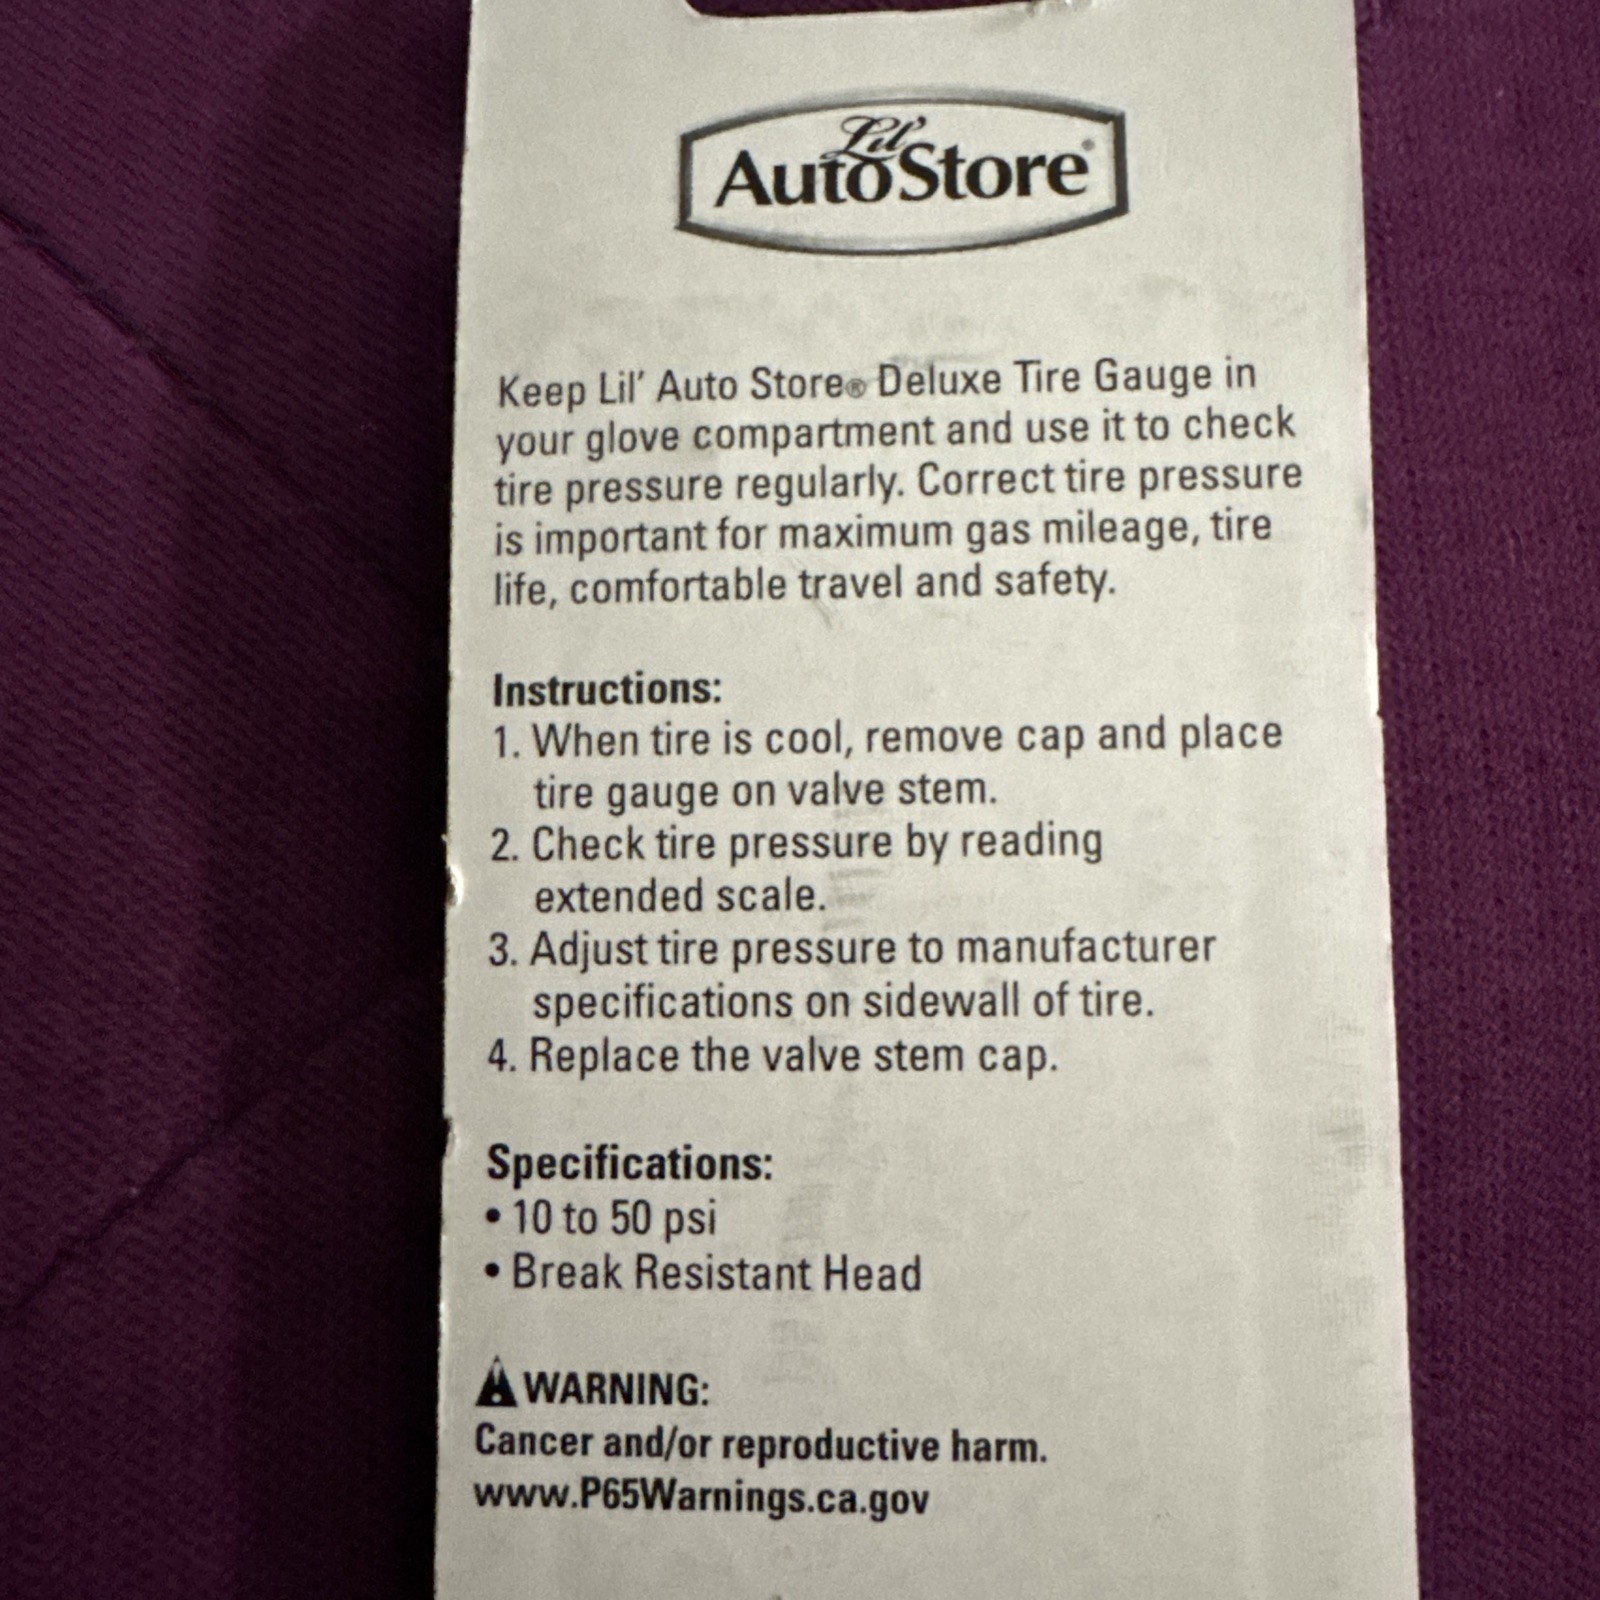 Lil'
AutoStore®
Keep Lil' Auto Store® Deluxe Tire Gauge in
your glove compartment and use it to check
tire pressure regularly. Correct tire pressure
is important for maximum gas mileage, tire
life, comfortable travel and safety.
Instructions:
1. When tire is cool, remove cap and place
tire gauge on valve stem.
2. Check tire pressure by reading
extended scale.
3. Adjust tire pressure to manufacturer
specifications on sidewall of tire.
4. Replace the valve stem cap.
Specifications:
• 10 to 50 psi
• Break Resistant Head
⚠ WARNING:
Cancer and/or reproductive harm.
www.P65Warnings.ca.gov